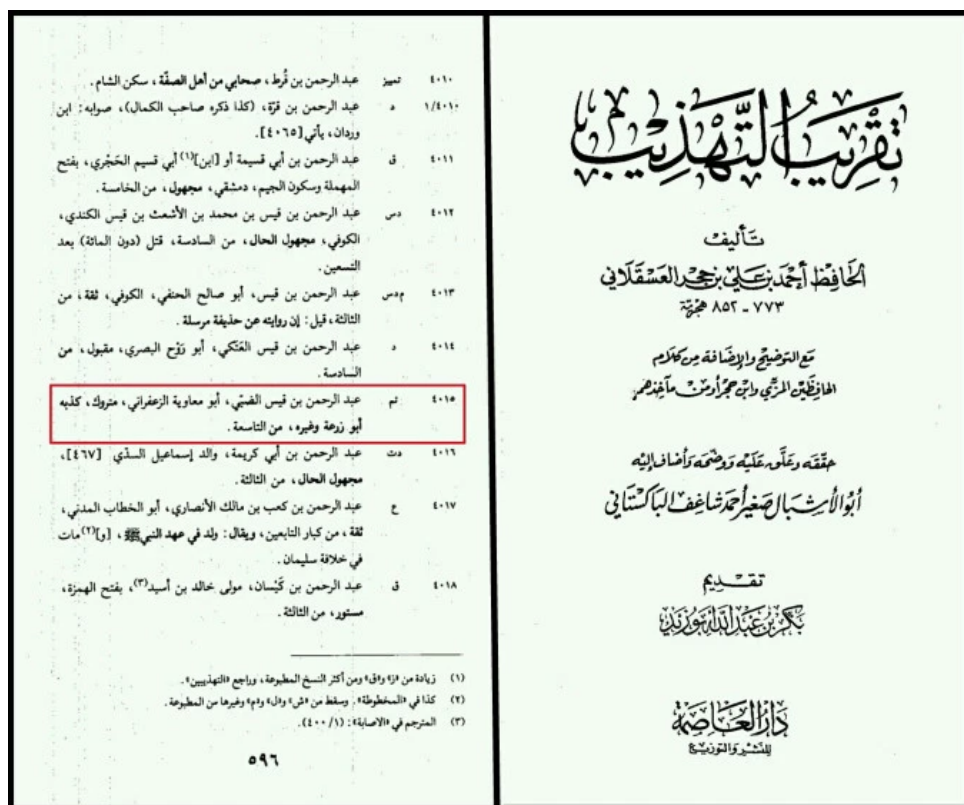 تقريب التهذيب
تأليف
الحافظ أحمد بن علي بن حجر العسقلاني
٧٧٣ - ٨٥٢ هجرية
مع التوضيح والإضافة من كلام
الحافظين المزي وابن حجر أو من مآخذهم
حققه وعلق عليه ووضحه وأضاف إليه
أبو الأشبال صغير أحمد شاغف الباكستاني
تقديم
بكر بن عبد الله أبو زيد
دار العاصمة
للنشر والتوزيع
٤٠١٠ تمييز عبد الرحمن بن قُرط، صحابي من أهل الصفّة، سكن الشام.
١/٤٠١٠ د عبد الرحمن بن قرّة، (كذا ذكره صاحب الكمال)، صوابه: ابن
وردان، يأتي [٤٠٦٥].
٤٠١١ ق عبد الرحمن بن أبي قسيمة أو [ابن](١) أبي قسيم الحَجْري، بفتح
المهملة وسكون الجيم، دمشقي، مجهول، من الخامسة.
٤٠١٢ دس عبد الرحمن بن قيس بن محمد بن الأشعث بن قيس الكندي،
الكوفي، مجهول الحال، من السادسة، قتل (دون المائة) بعد
التسعين.
٤٠١٣ م دس عبد الرحمن بن قيس، أبو صالح الحنفي، الكوفي، ثقة، من
الثالثة، قيل: إن روايته عن حذيفة مرسلة.
٤٠١٤ د عبد الرحمن بن قيس العَتَكي، أبو رَوْح البصري، مقبول، من
السادسة.
٤٠١٥ تم عبد الرحمن بن قيس الضبّي، أبو معاوية الزعفراني، متروك، كذبه
أبو زرعة وغيره، من التاسعة.
٤٠١٦ دت عبد الرحمن بن أبي كريمة، والد إسماعيل السدّي [٤٦٧]،
مجهول الحال، من الثالثة.
٤٠١٧ ع عبد الرحمن بن كعب بن مالك الأنصاري، أبو الخطاب المدني،
ثقة، من كبار التابعين، ويقال: ولد في عهد النبي ﷺ، [و](٢) مات
في خلافة سليمان.
٤٠١٨ ق عبد الرحمن بن كَيْسان، مولى خالد بن أسيد(٣)، بفتح الهمزة،
مستور، من الثالثة.
(١) زيادة من «ز» و«ق» ومن أكثر النسخ المطبوعة، وراجع «التهذيبين».
(٢) كذا في «المخطوطة». وسقط من «ش» و«ل» و«م» وغيرها من المطبوعة.
(٣) المترجم في «الاصابة»: (٤٠٠/١).
٥٩٦